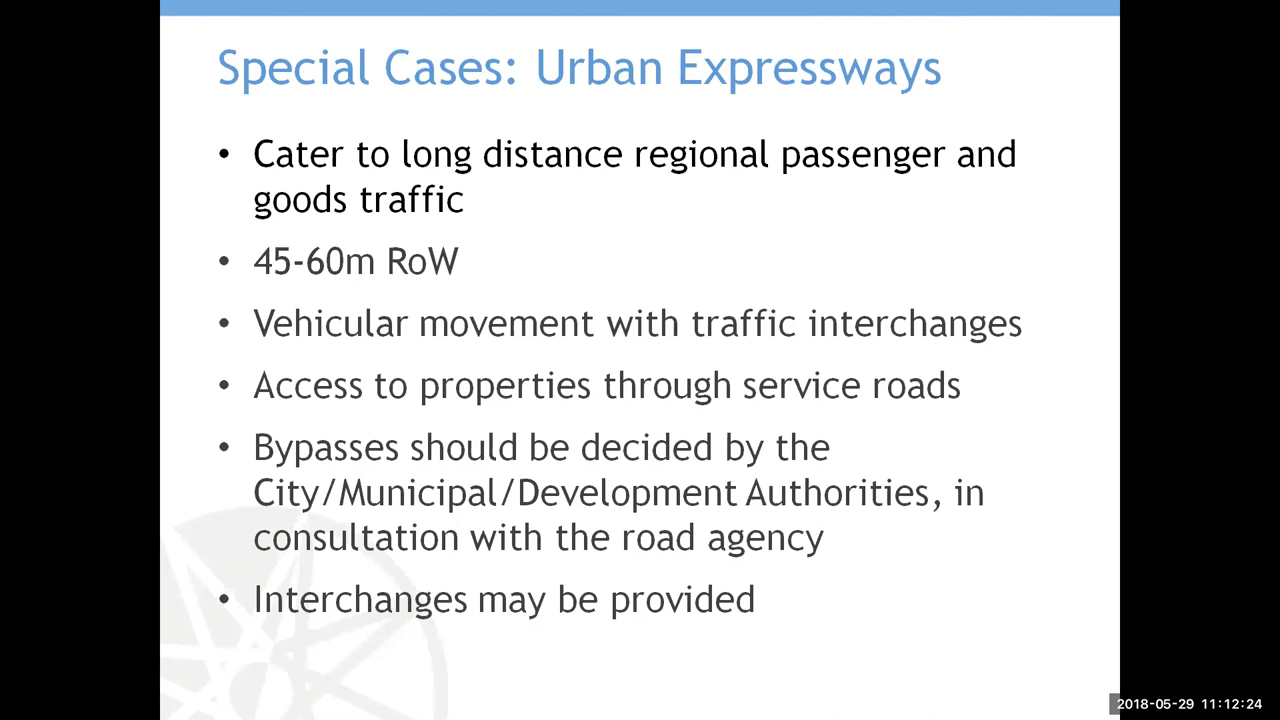 Special Cases: Urban Expressways
• Cater to long distance regional passenger and
goods traffic
• 45-60m RoW
• Vehicular movement with traffic interchanges
• Access to properties through service roads
• Bypasses should be decided by the
City/Municipal/Development Authorities, in
consultation with the road agency
• Interchanges may be provided
2018-05-29 11:12:24